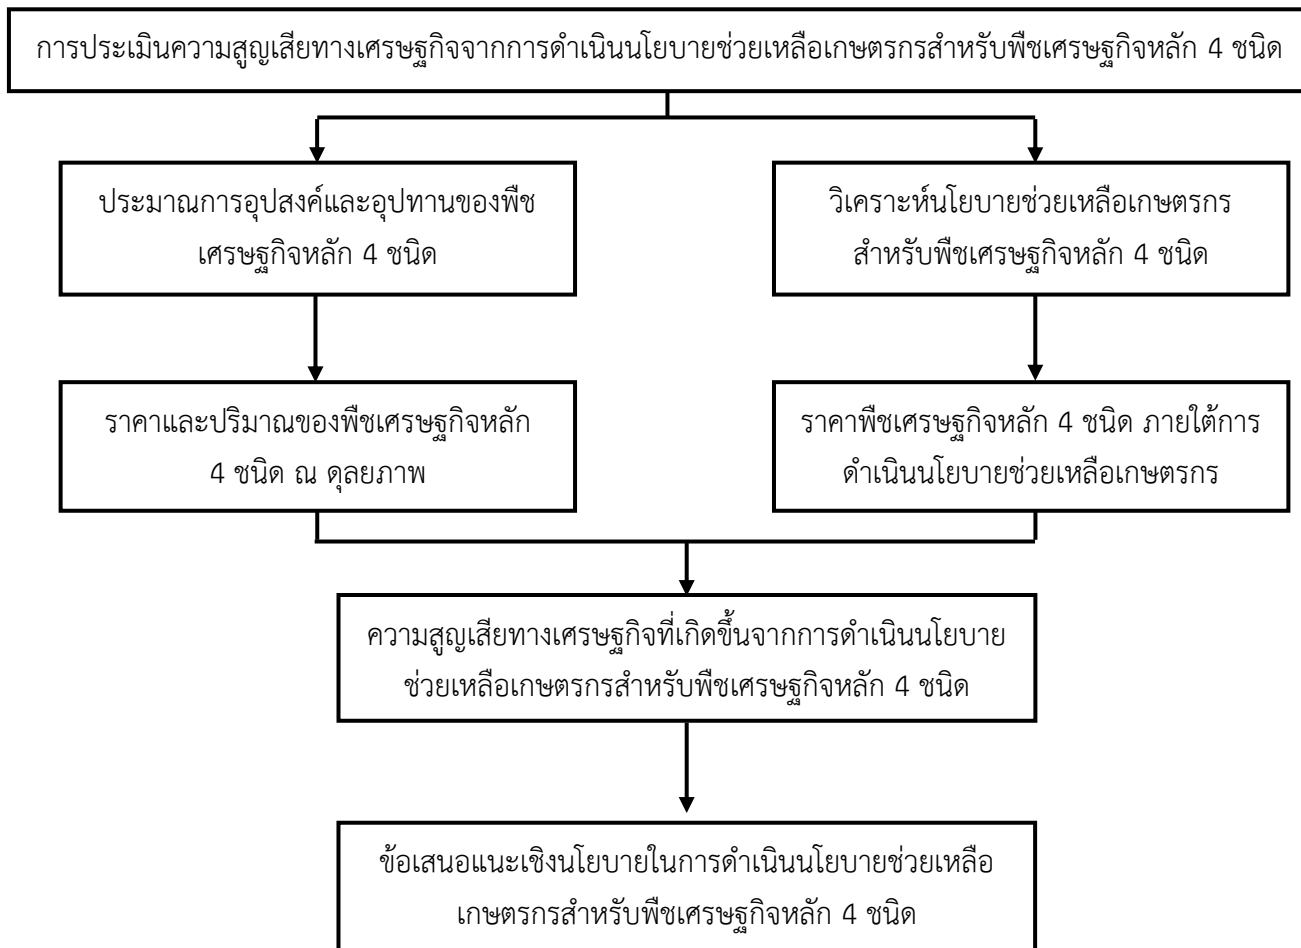 การประเมินความสูญเสียทางเศรษฐกิจจากการดำเนินนโยบายช่วยเหลือเกษตรกรสำหรับพืชเศรษฐกิจหลัก 4 ชนิด
ประมาณการอุปสงค์และอุปทานของพืช
เศรษฐกิจหลัก 4 ชนิด
วิเคราะห์นโยบายช่วยเหลือเกษตรกร
สำหรับพืชเศรษฐกิจหลัก 4 ชนิด
ราคาและปริมาณของพืชเศรษฐกิจหลัก
4 ชนิด ณ ดุลยภาพ
ราคาพืชเศรษฐกิจหลัก 4 ชนิด ภายใต้การ
ดำเนินนโยบายช่วยเหลือเกษตรกร
ความสูญเสียทางเศรษฐกิจที่เกิดขึ้นจากการดำเนินนโยบาย
ช่วยเหลือเกษตรกรสำหรับพืชเศรษฐกิจหลัก 4 ชนิด
ข้อเสนอแนะเชิงนโยบายในการดำเนินนโยบายช่วยเหลือ
เกษตรกรสำหรับพืชเศรษฐกิจหลัก 4 ชนิด